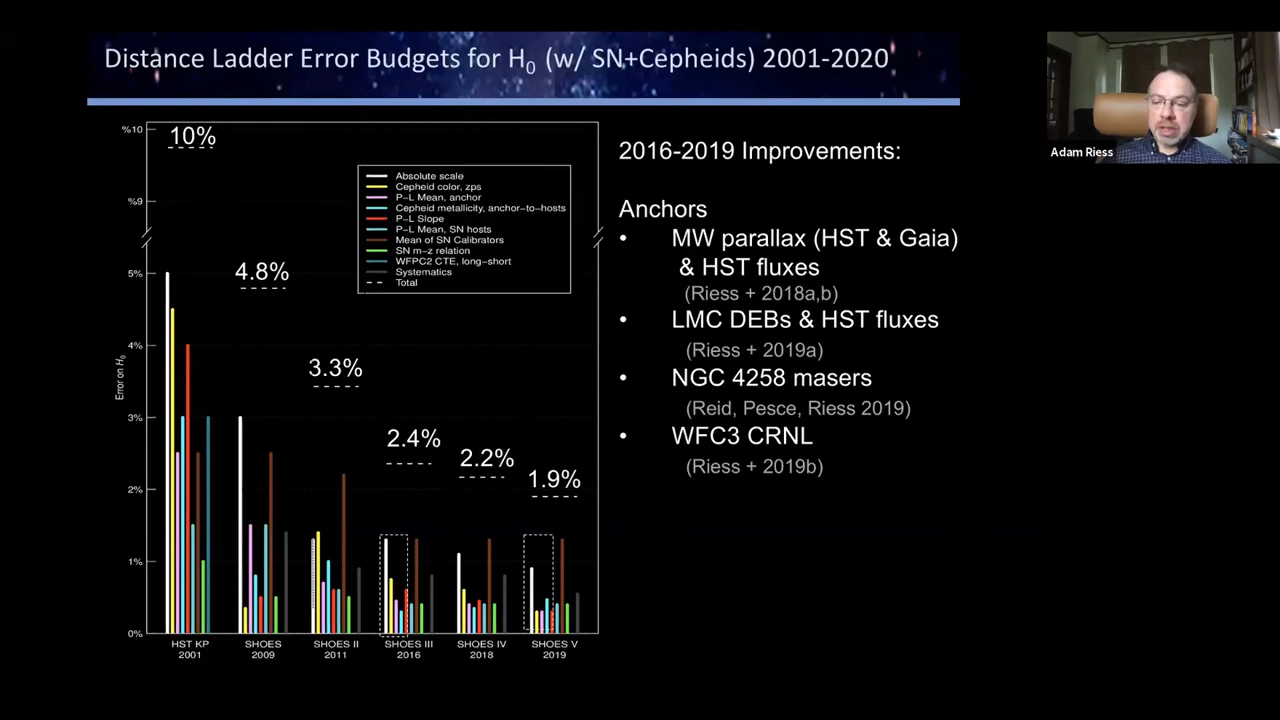 Distance Ladder Error Budgets for H0 (w/ SN+Cepheids) 2001-2020
Adam Riess
%10
%9
5%
4%
3%
2%
1%
0%
Error on H0
10%
4.8%
3.3%
2.4%
2.2%
1.9%
Absolute scale
Cepheid color, zps
P-L Mean, anchor
Cepheid metallicity, anchor-to-hosts
P-L Slope
P-L Mean, SN hosts
Mean of SN Calibrators
SN m-z relation
WFPC2 CTE, long-short
Systematics
Total
HST KP
2001
SHOES
2009
SHOES II
2011
SHOES III
2016
SHOES IV
2018
SHOES V
2019
2016-2019 Improvements:
Anchors
• MW parallax (HST & Gaia)
& HST fluxes
(Riess + 2018a,b)
• LMC DEBs & HST fluxes
(Riess + 2019a)
• NGC 4258 masers
(Reid, Pesce, Riess 2019)
• WFC3 CRNL
(Riess + 2019b)